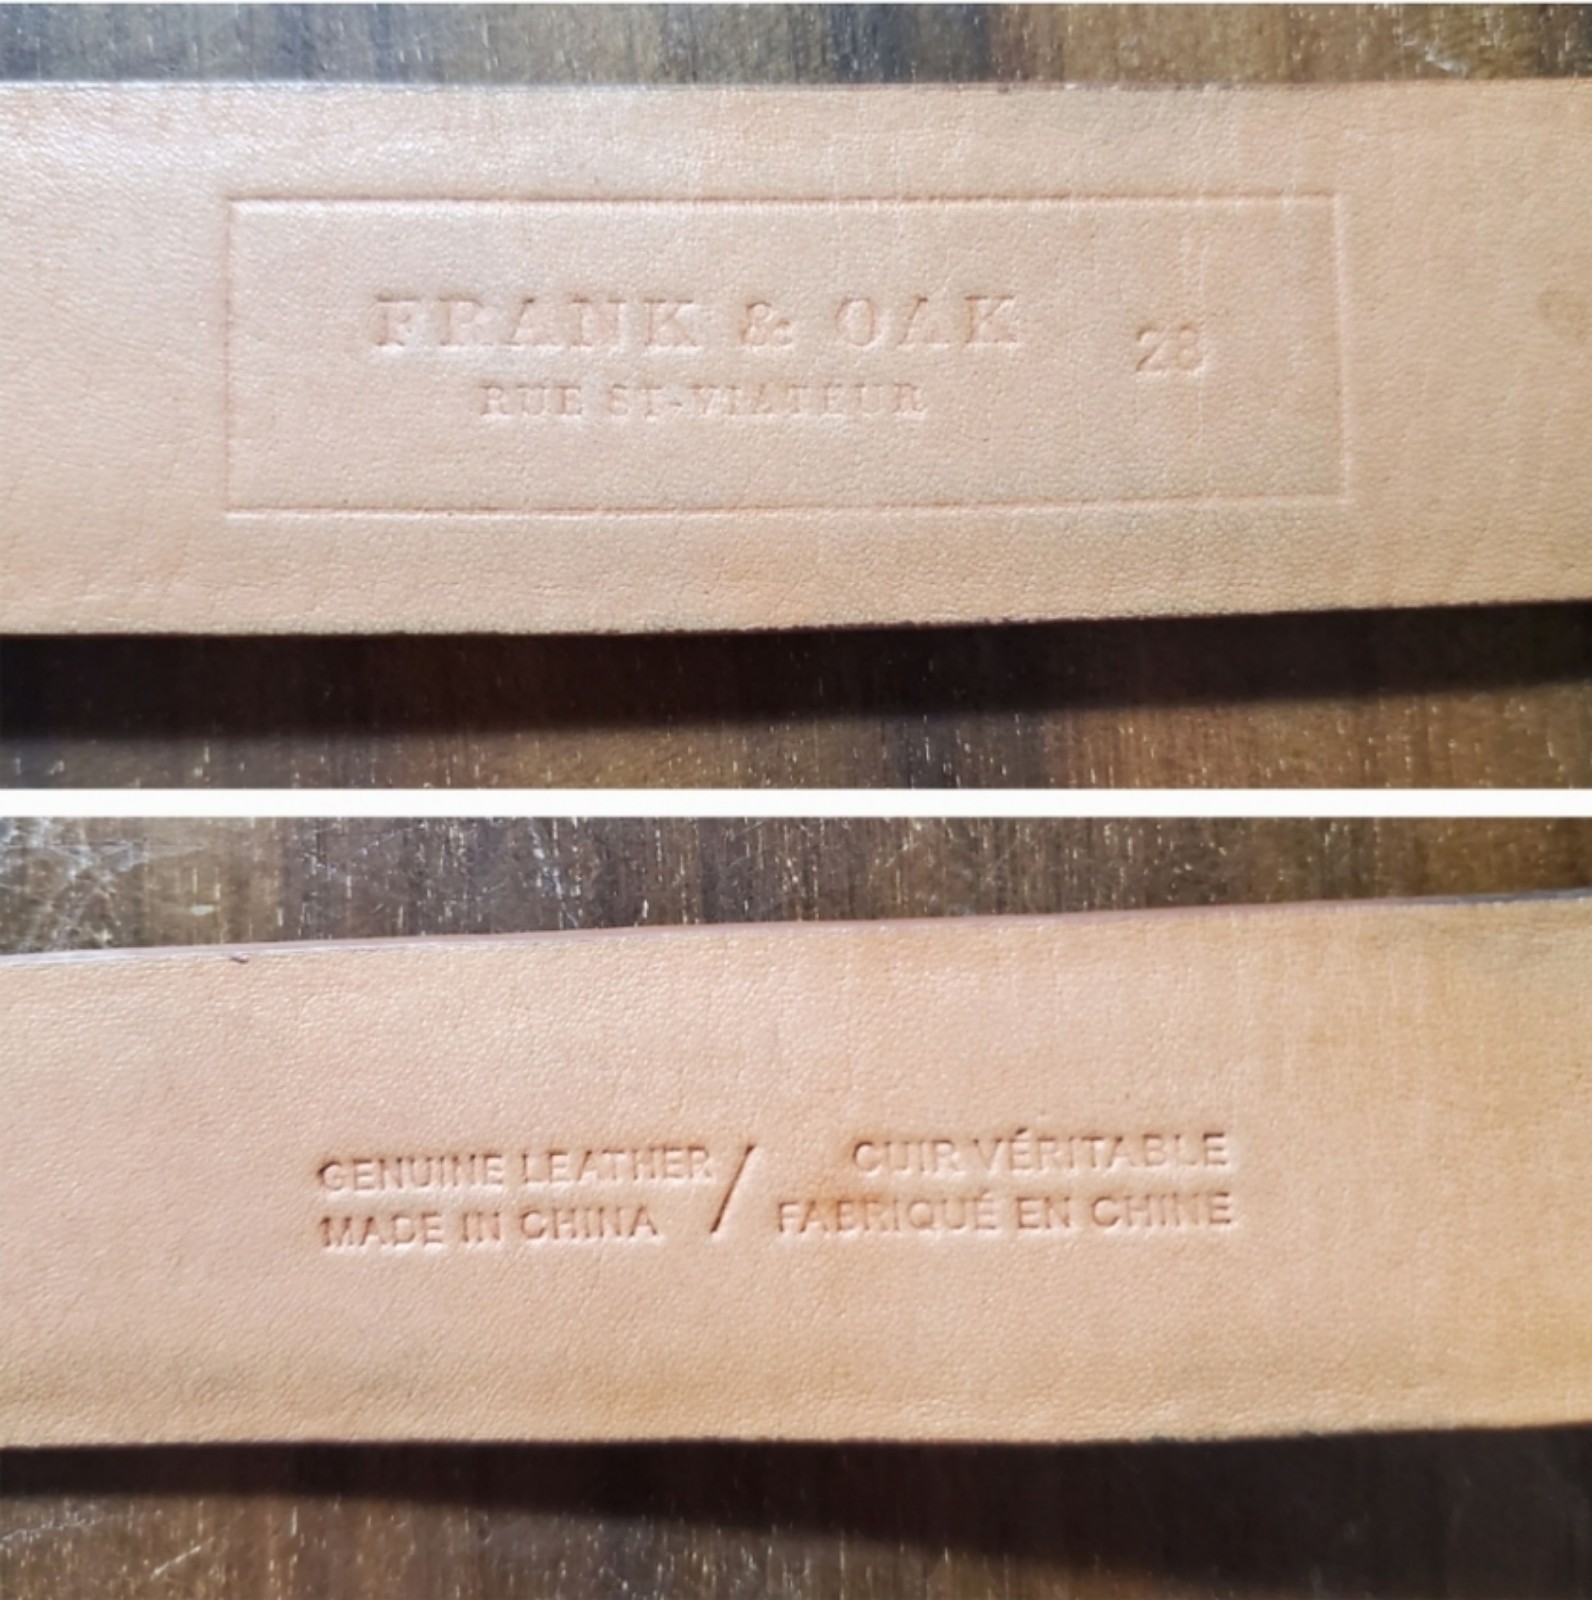 FRANK & OAK
RUE ST-VIATEUR
28
GENUINE LEATHER / CUIR VÉRITABLE
MADE IN CHINA / FABRIQUÉ EN CHINE